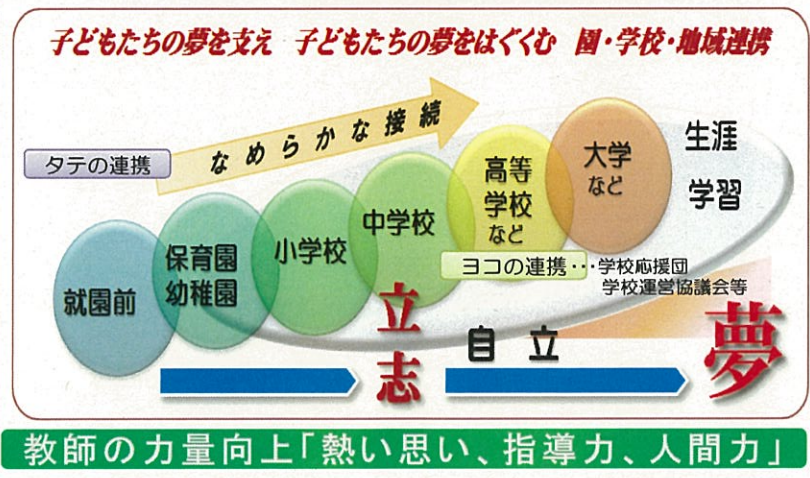 子どもたちの夢を支え 子どもたちの夢をはぐくむ 園・学校・地域連携
なめらかな接続
タテの連携
就園前
保育園
幼稚園
小学校
中学校
高等
学校
など
大学
など
生涯
学習
ヨコの連携・・・学校応援団
学校運営協議会等
立志
自立
夢
教師の力量向上「熱い思い、指導力、人間力」